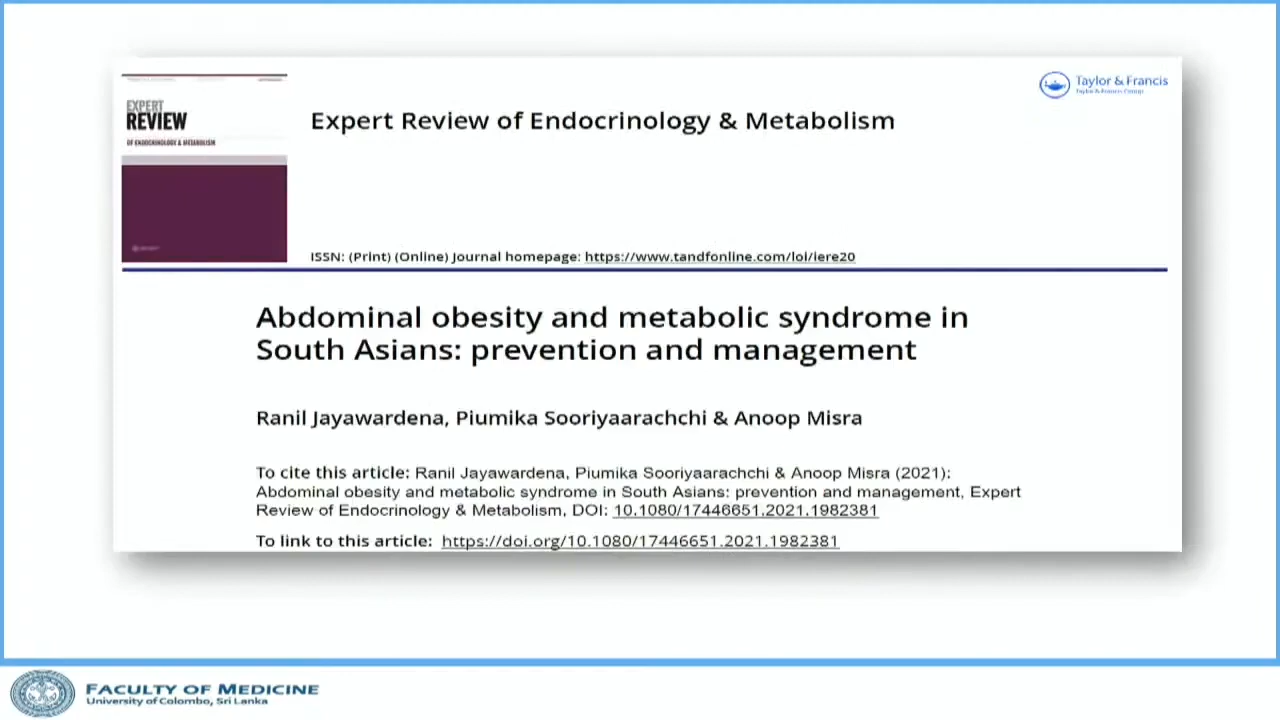 EXPERT
REVIEW
OF ENDOCRINOLOGY & METABOLISM
Taylor & Francis
Taylor & Francis Group
Expert Review of Endocrinology & Metabolism
ISSN: (Print) (Online) Journal homepage: https://www.tandfonline.com/loi/iere20
Abdominal obesity and metabolic syndrome in
South Asians: prevention and management
Ranil Jayawardena, Piumika Sooriyaarachchi & Anoop Misra
To cite this article: Ranil Jayawardena, Piumika Sooriyaarachchi & Anoop Misra (2021):
Abdominal obesity and metabolic syndrome in South Asians: prevention and management, Expert
Review of Endocrinology & Metabolism, DOI: 10.1080/17446651.2021.1982381
To link to this article: https://doi.org/10.1080/17446651.2021.1982381
FACULTY OF MEDICINE
University of Colombo, Sri Lanka